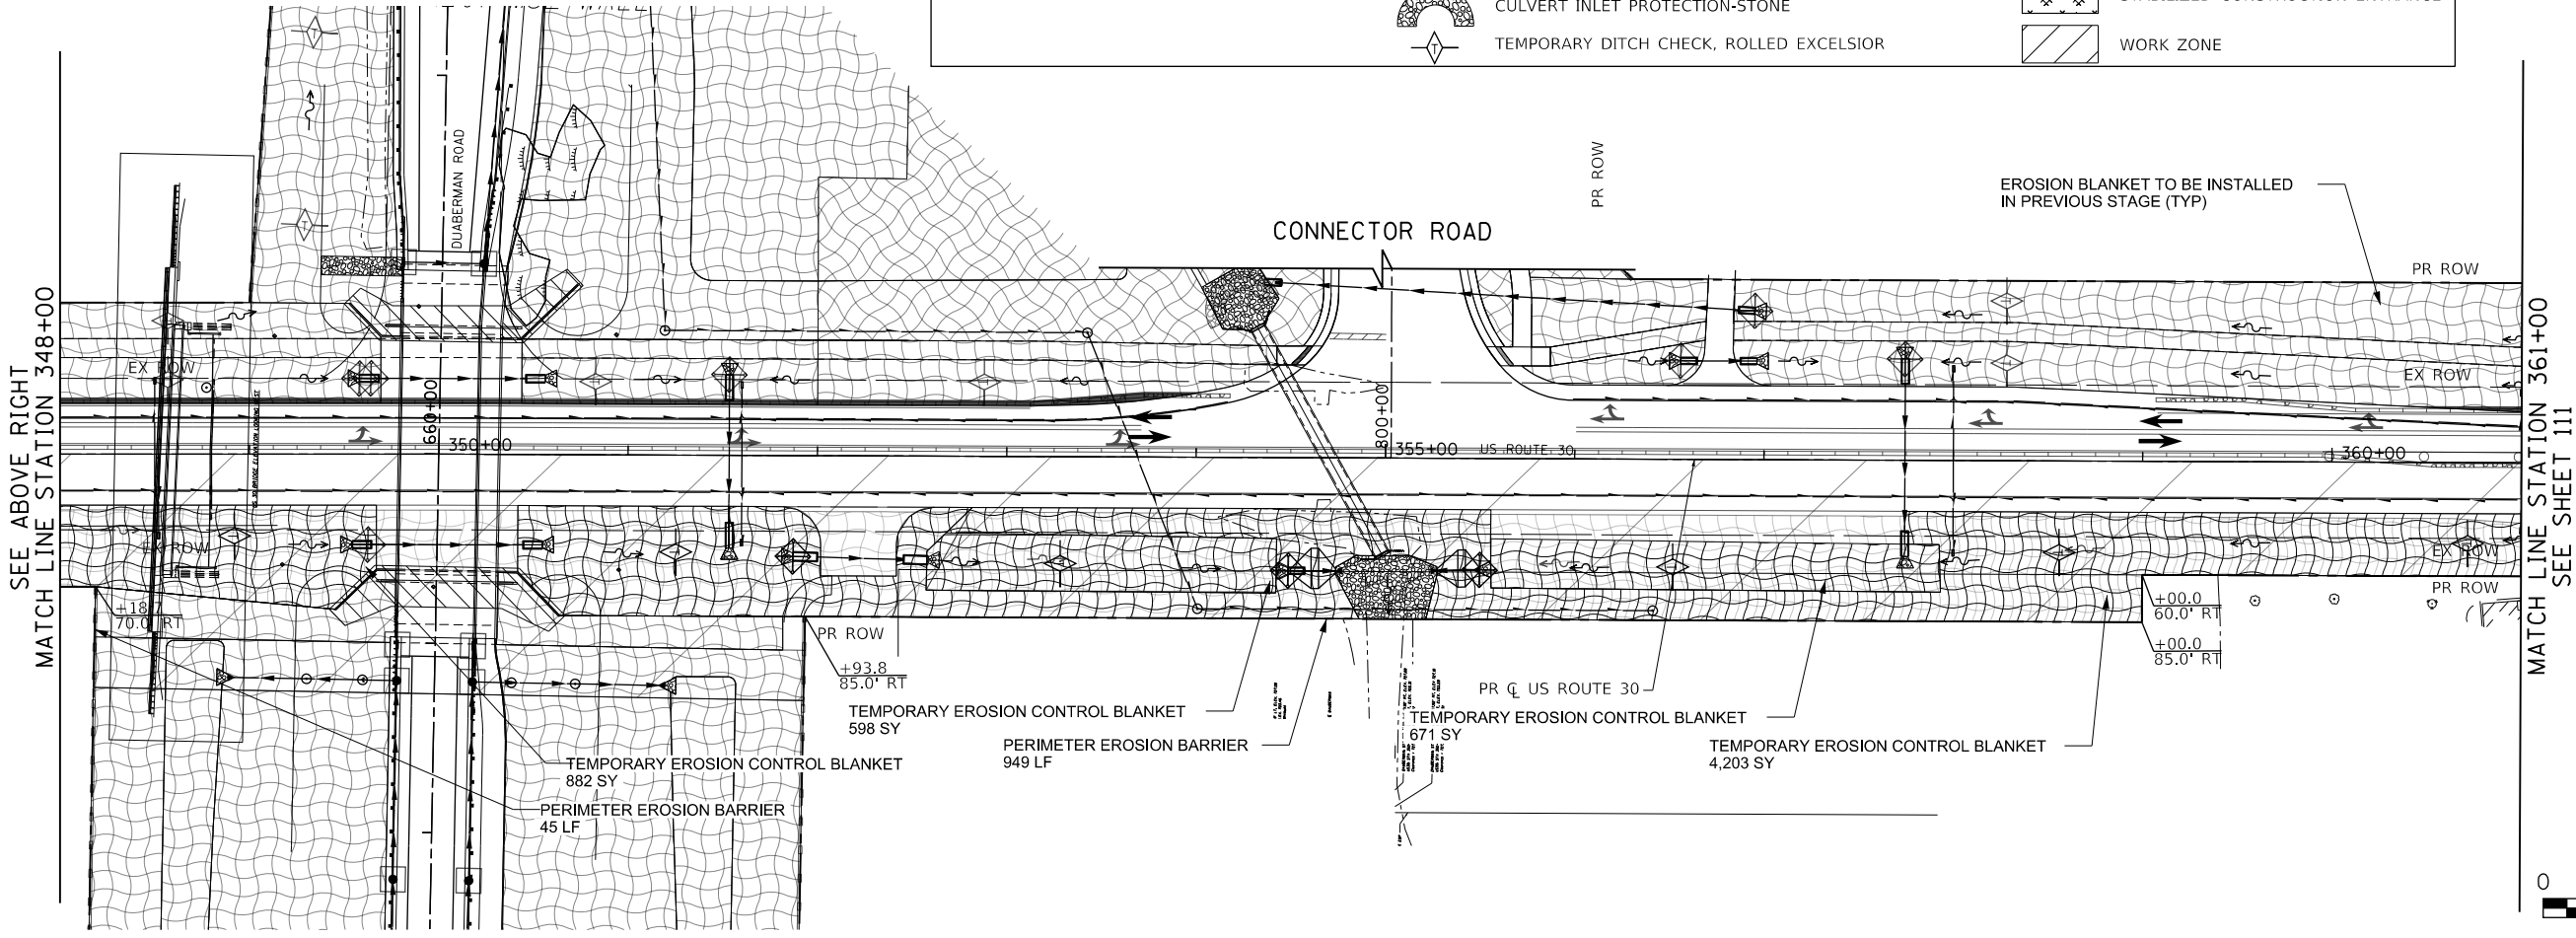 CULVERT INLET PROTECTION-STONE
TEMPORARY DITCH CHECK, ROLLED EXCELSIOR
WORK ZONE
SEE ABOVE RIGHT
MATCH LINE STATION 348+00
DUABERMAN ROAD
CONNECTOR ROAD
PR ROW
EROSION BLANKET TO BE INSTALLED
IN PREVIOUS STAGE (TYP)
PR ROW
EX ROW
EX ROW
660+00
350+00
800+00
355+00
US ROUTE 30
360+00
EX ROW
EX ROW
PR ROW
+18.7
70.0' RT
PR ROW
+93.8
85.0' RT
+00.0
60.0' RT
+00.0
85.0' RT
PR ℄ US ROUTE 30
TEMPORARY EROSION CONTROL BLANKET
598 SY
TEMPORARY EROSION CONTROL BLANKET
671 SY
PERIMETER EROSION BARRIER
949 LF
TEMPORARY EROSION CONTROL BLANKET
4,203 SY
TEMPORARY EROSION CONTROL BLANKET
882 SY
PERIMETER EROSION BARRIER
45 LF
MATCH LINE STATION 361+00
SEE SHEET 111
0